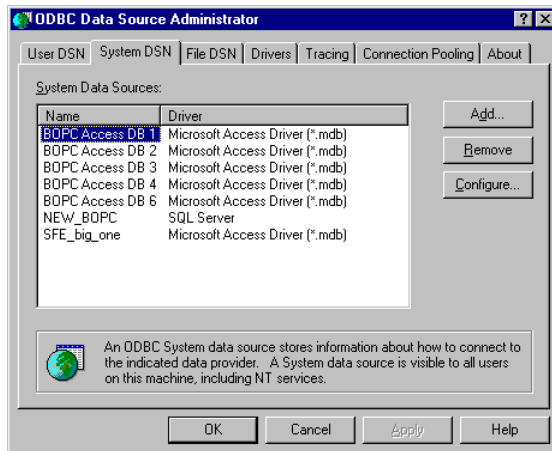 ODBC Data Source Administrator
User DSN System DSN File DSN Drivers Tracing Connection Pooling About
System Data Sources:
Name Driver
BOPC Access DB 1 Microsoft Access Driver (*.mdb)
BOPC Access DB 2 Microsoft Access Driver (*.mdb)
BOPC Access DB 3 Microsoft Access Driver (*.mdb)
BOPC Access DB 4 Microsoft Access Driver (*.mdb)
BOPC Access DB 6 Microsoft Access Driver (*.mdb)
NEW_BOPC SQL Server
SFE_big_one Microsoft Access Driver (*.mdb)
Add...
Remove
Configure...
An ODBC System data source stores information about how to connect to
the indicated data provider. A System data source is visible to all users
on this machine, including NT services.
OK Cancel Apply Help